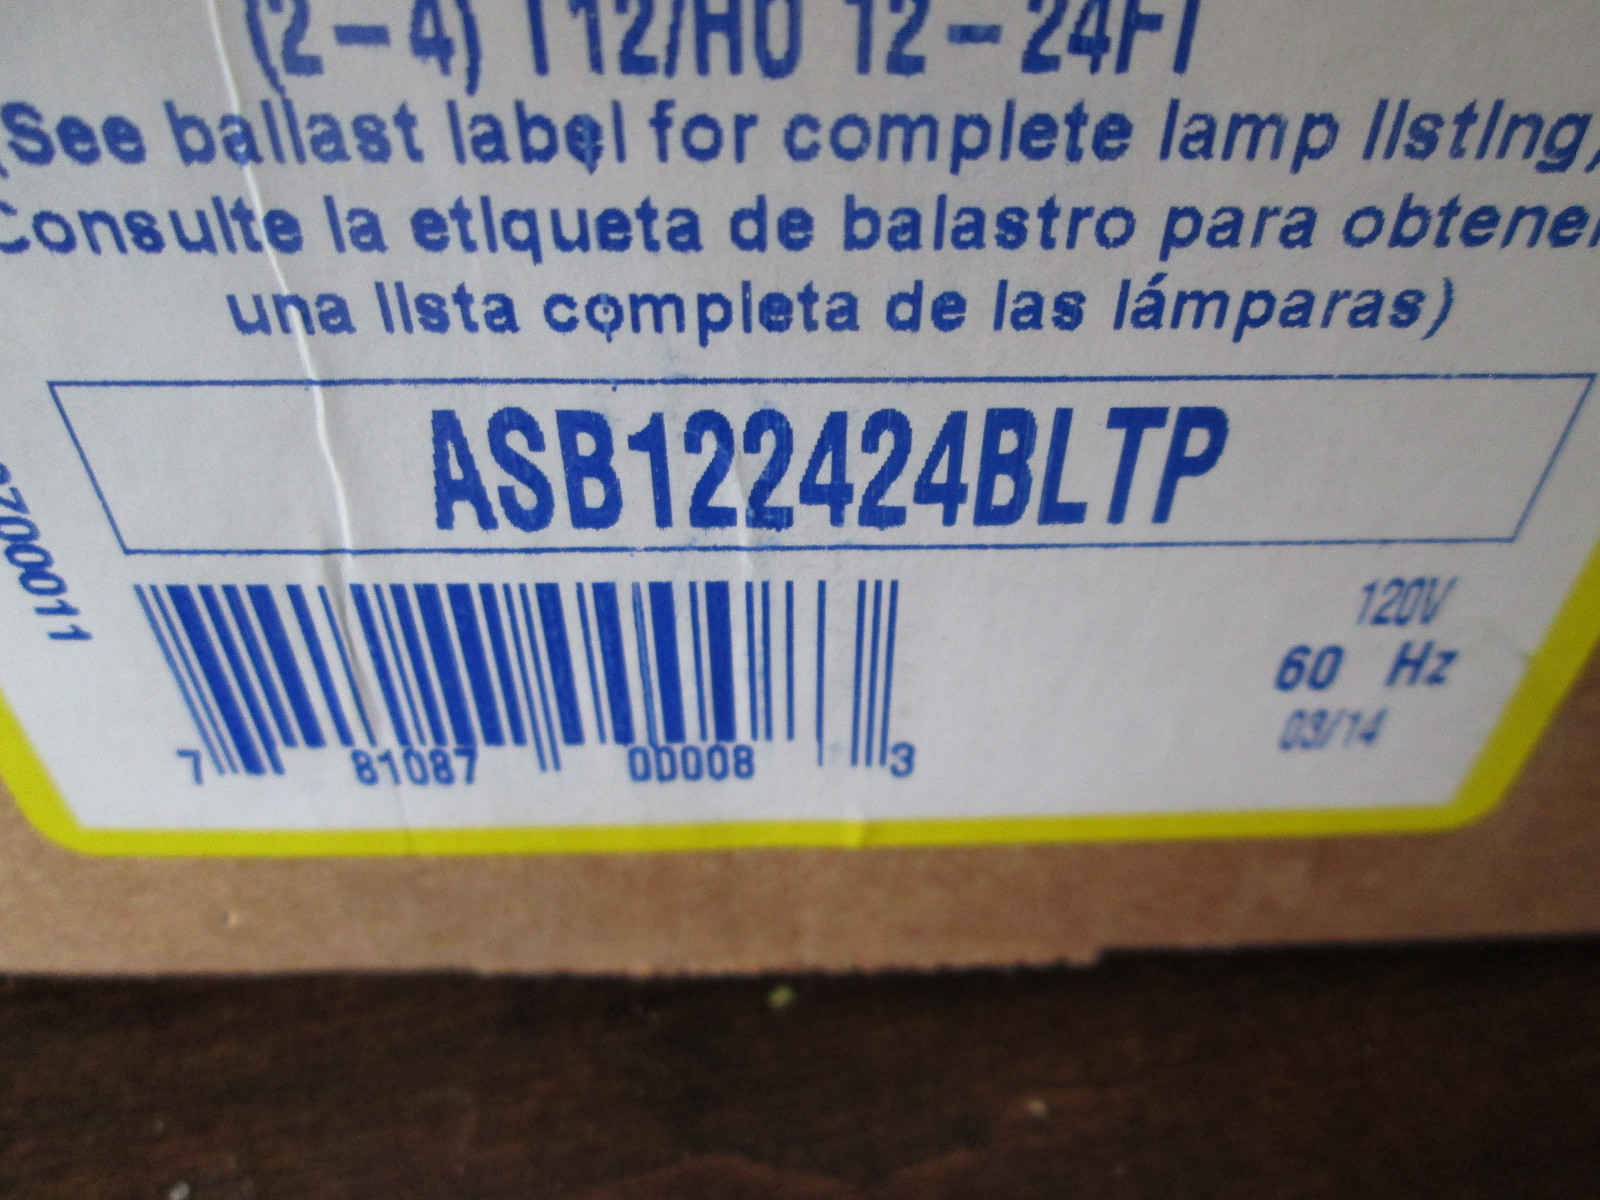 (2-4) T12/HO 12-24FT
(See ballast label for complete lamp listing)
Consulte la etiqueta de balastro para obtener
una lista completa de las lámparas)
ASB122424BLTP
120V
60 Hz
03/14
7 81087 00008 3